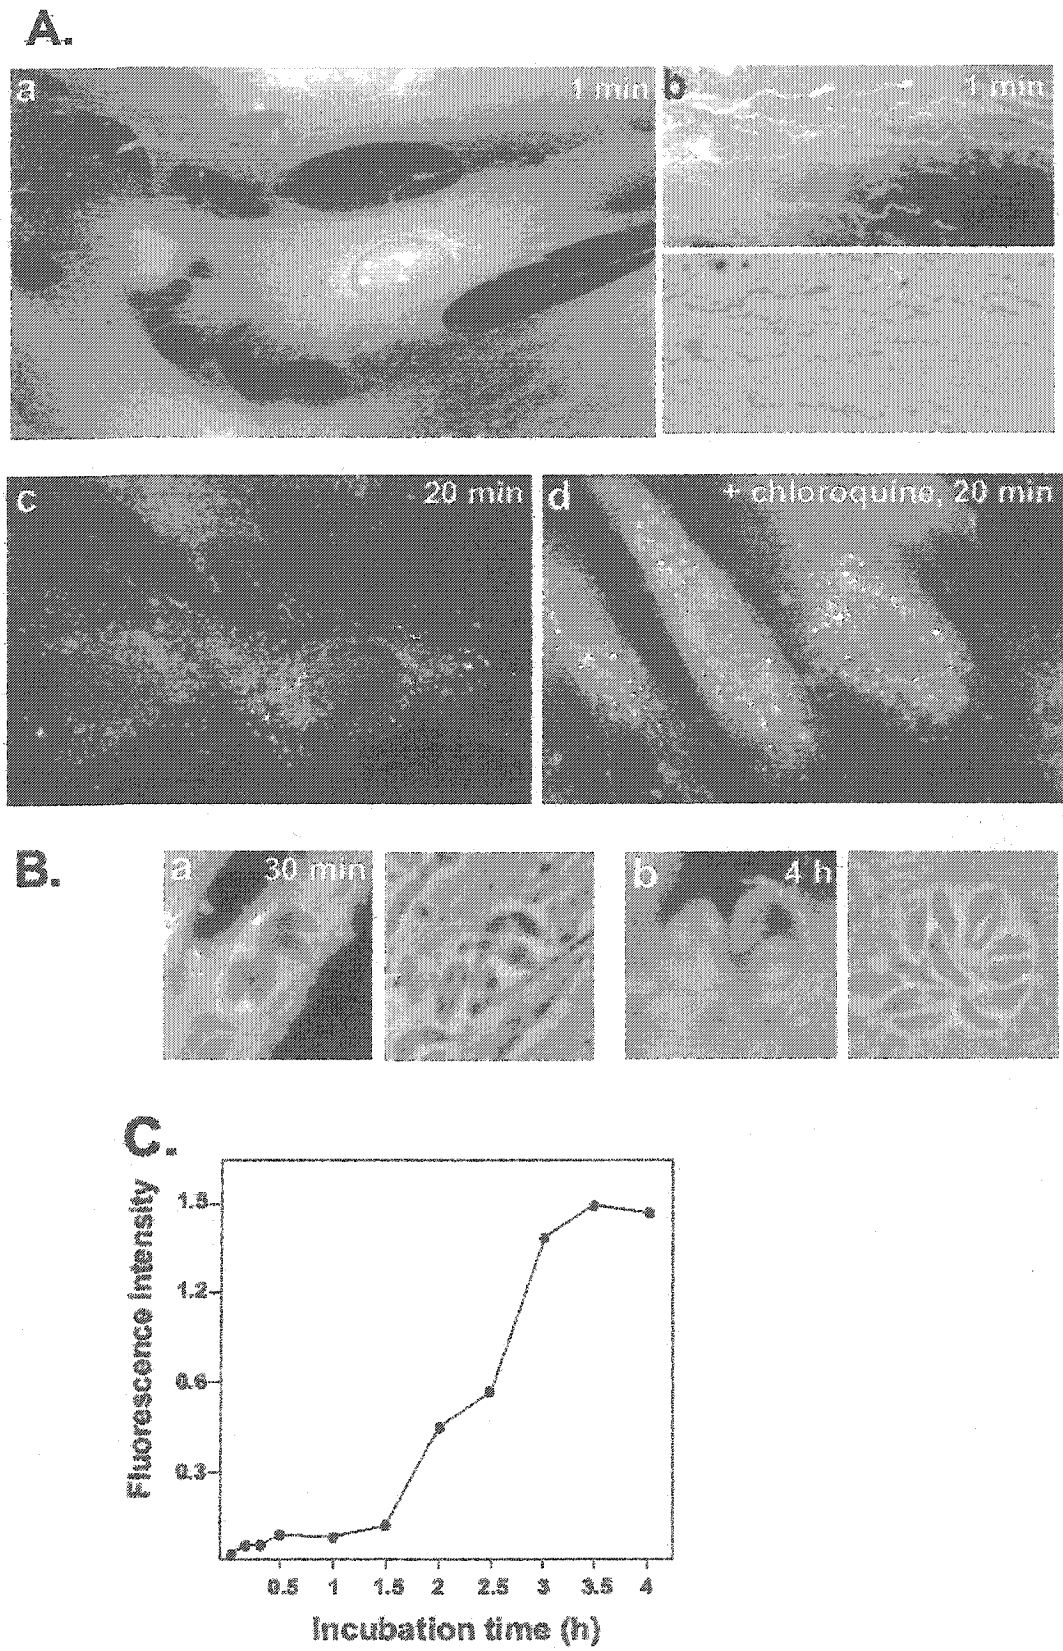 A.
a 1 min
b 1 min
c 20 min
d + chloroquine, 20 min
B.
a 30 min
b 4 h
C.
Fluorescence intensity
1.5
1.2
0.6
0.3
0.5 1 1.5 2 2.5 3 3.5 4
Incubation time (h)